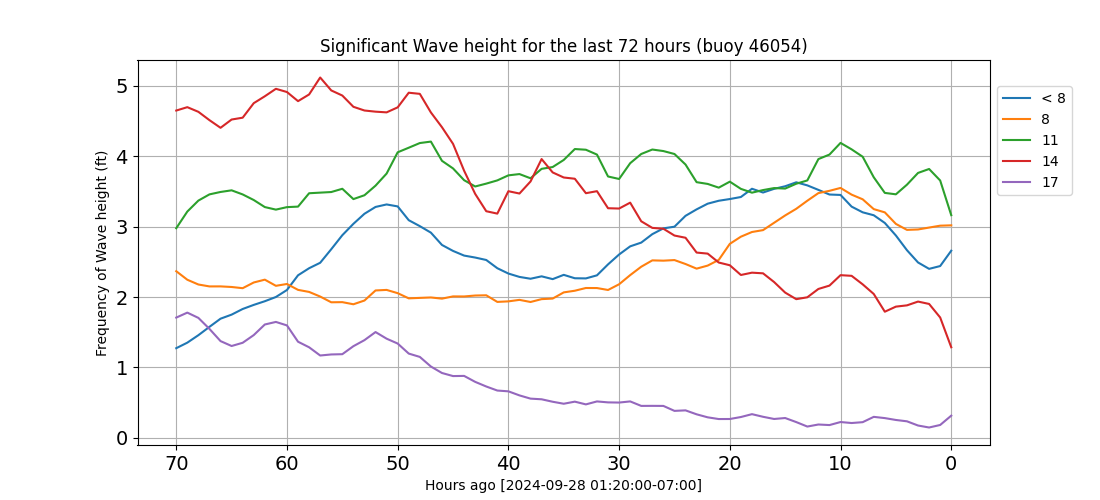 Significant Wave height for the last 72 hours (buoy 46054)
Frequency of Wave height (ft)
5
4
3
2
1
0
70 60 50 40 30 20 10 0
Hours ago [2024-09-28 01:20:00-07:00]
< 8
8
11
14
17